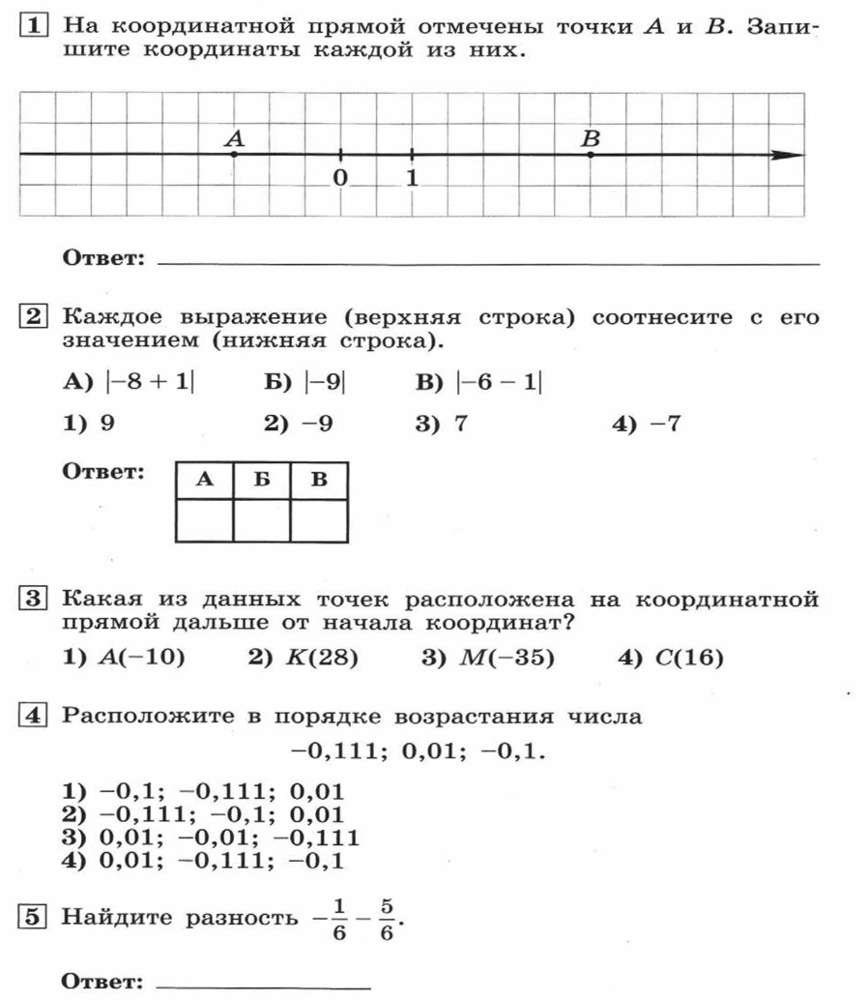 1 На координатной прямой отмечены точки A и B. Запи-
шите координаты каждой из них.
A B
0 1
Ответ:
2 Каждое выражение (верхняя строка) соотнесите с его
значением (нижняя строка).
А) |−8 + 1| Б) |−9| В) |−6 − 1|
1) 9 2) −9 3) 7 4) −7
Ответ: А Б В
3 Какая из данных точек расположена на координатной
прямой дальше от начала координат?
1) A(−10) 2) K(28) 3) M(−35) 4) C(16)
4 Расположите в порядке возрастания числа
−0,111; 0,01; −0,1.
1) −0,1; −0,111; 0,01
2) −0,111; −0,1; 0,01
3) 0,01; −0,01; −0,111
4) 0,01; −0,111; −0,1
5 Найдите разность −1/6 − 5/6.
Ответ: